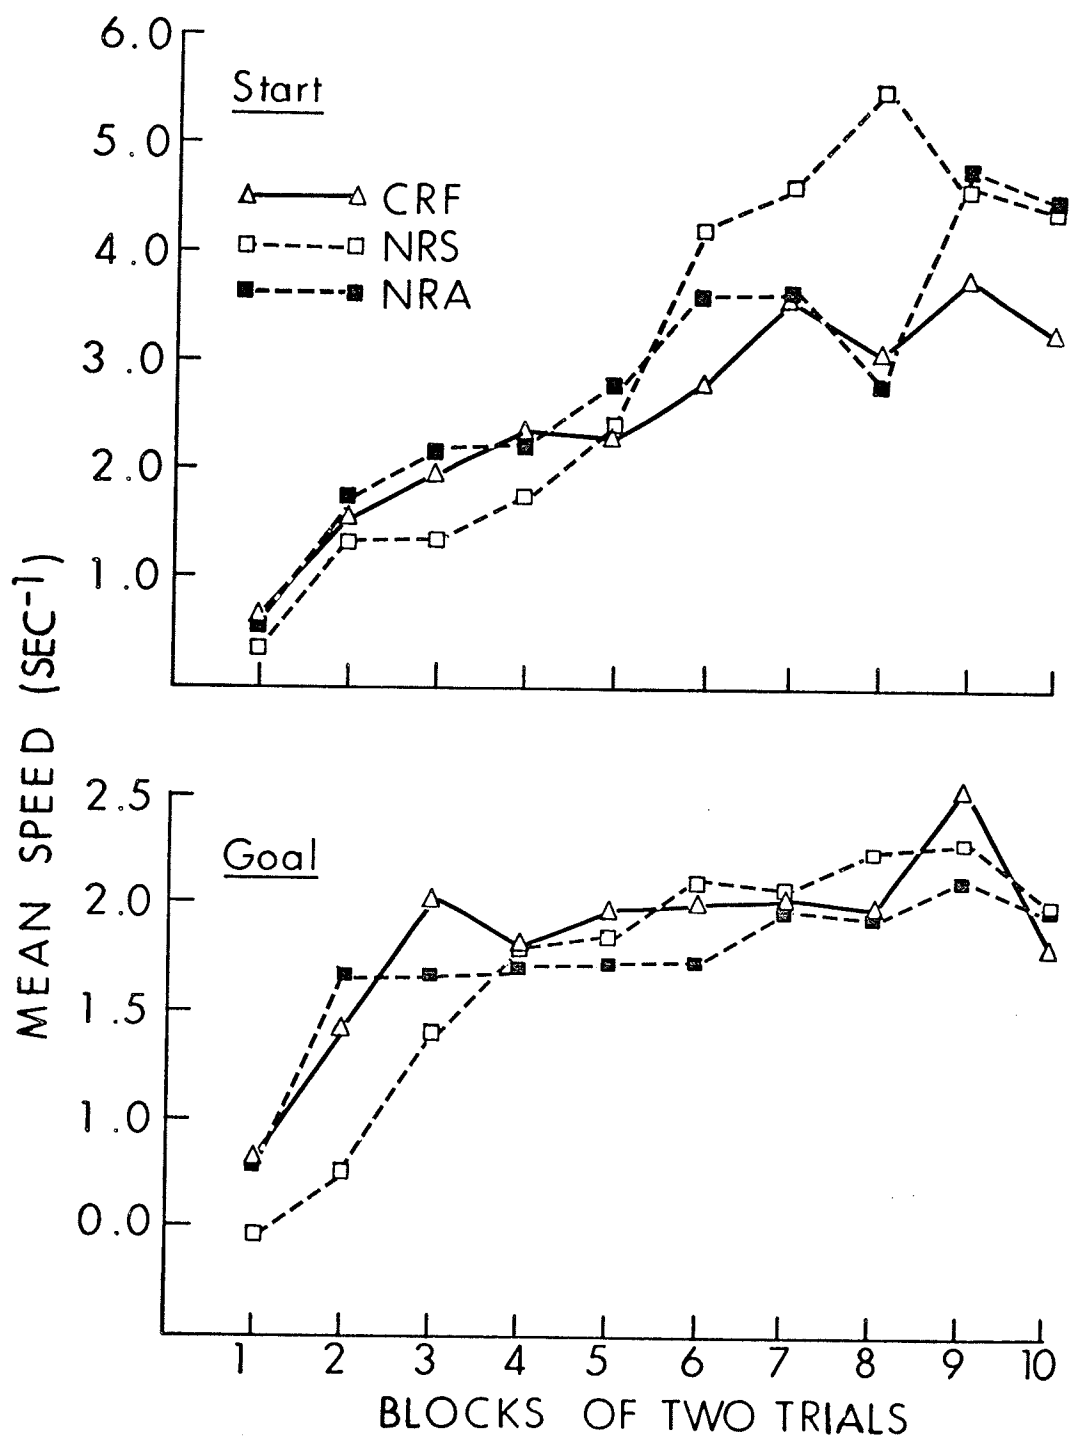 6.0
Start
5.0
CRF
4.0
NRS
NRA
3.0
2.0
1.0
MEAN SPEED (SEC-1)
2.5
Goal
2.0
1.5
1.0
0.0
1 2 3 4 5 6 7 8 9 10
BLOCKS OF TWO TRIALS